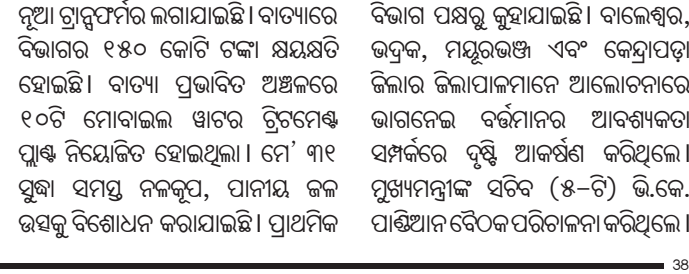 ନୂଆ ଟ୍ରାନ୍ସଫର୍ମର ଲଗାଯାଇଛି। ବାତ୍ୟାରେ
ବିଭାଗର ୧୫୦ କୋଟି ଟଙ୍କା କ୍ଷୟକ୍ଷତି
ହୋଇଛି। ବାତ୍ୟା ପ୍ରଭାବିତ ଅଞ୍ଚଳରେ
୧୦ଟି ମୋବାଇଲ ୱାଟର ଟ୍ରିଟମେଣ୍ଟ
ପ୍ଲାଣ୍ଟ ନିୟୋଜିତ ହୋଇଥିଲା। ମେ' ୩୧
ସୁଦ୍ଧା ସମସ୍ତ ନଳକୂପ, ପାନୀୟ ଜଳ
ଉତ୍ସକୁ ବିଶୋଧନ କରାଯାଇଛି। ପ୍ରାଥମିକ
ବିଭାଗ ପକ୍ଷରୁ କୁହାଯାଇଛି। ବାଲେଶ୍ୱର,
ଭଦ୍ରକ, ମୟୂରଭଞ୍ଜ ଏବଂ କେନ୍ଦ୍ରାପଡ଼ା
ଜିଲାର ଜିଲାପାଳମାନେ ଆଲୋଚନାରେ
ଭାଗନେଇ ବର୍ତ୍ତମାନର ଆବଶ୍ୟକତା
ସମ୍ପର୍କରେ ଦୃଷ୍ଟି ଆକର୍ଷଣ କରିଥିଲେ।
ମୁଖ୍ୟମନ୍ତ୍ରୀଙ୍କ ସଚିବ (୫-ଟି) ଭି.କେ.
ପାଣ୍ଡିଆନ ବୈଠକ ପରିଚାଳନା କରିଥିଲେ।
38